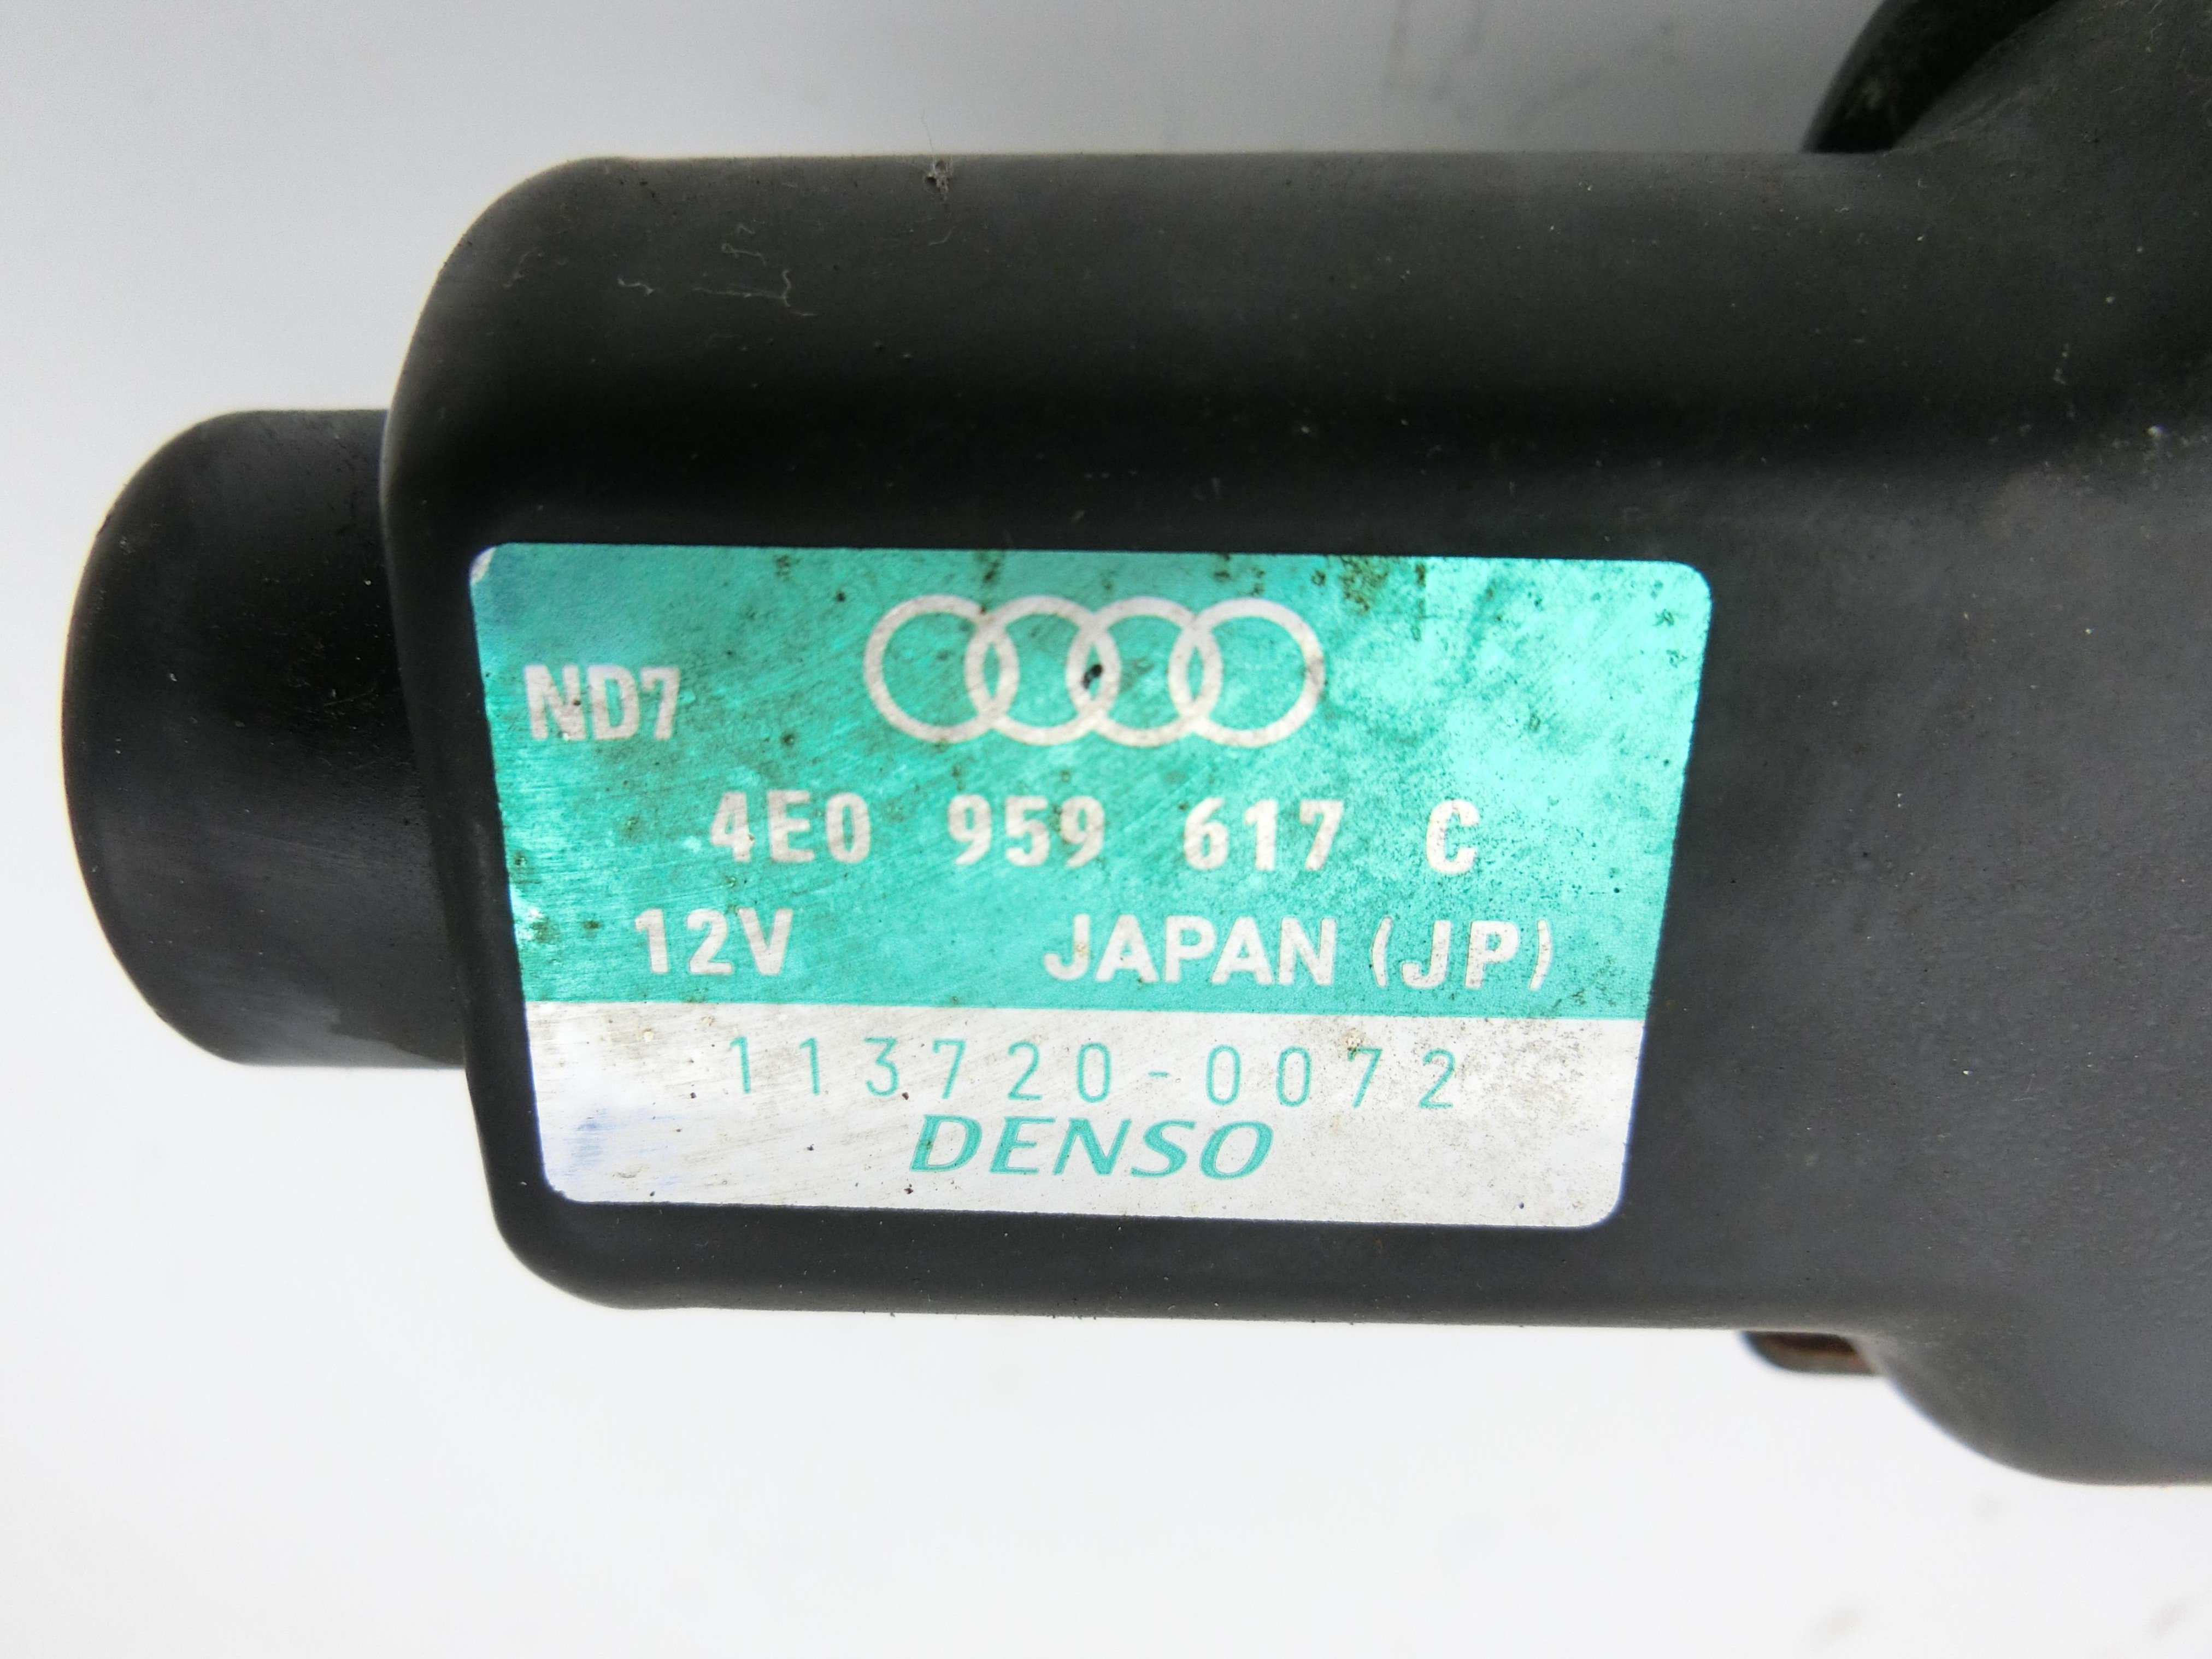 ND7
4E0 959 617 C
12V JAPAN (JP)
113720-0072
DENSO